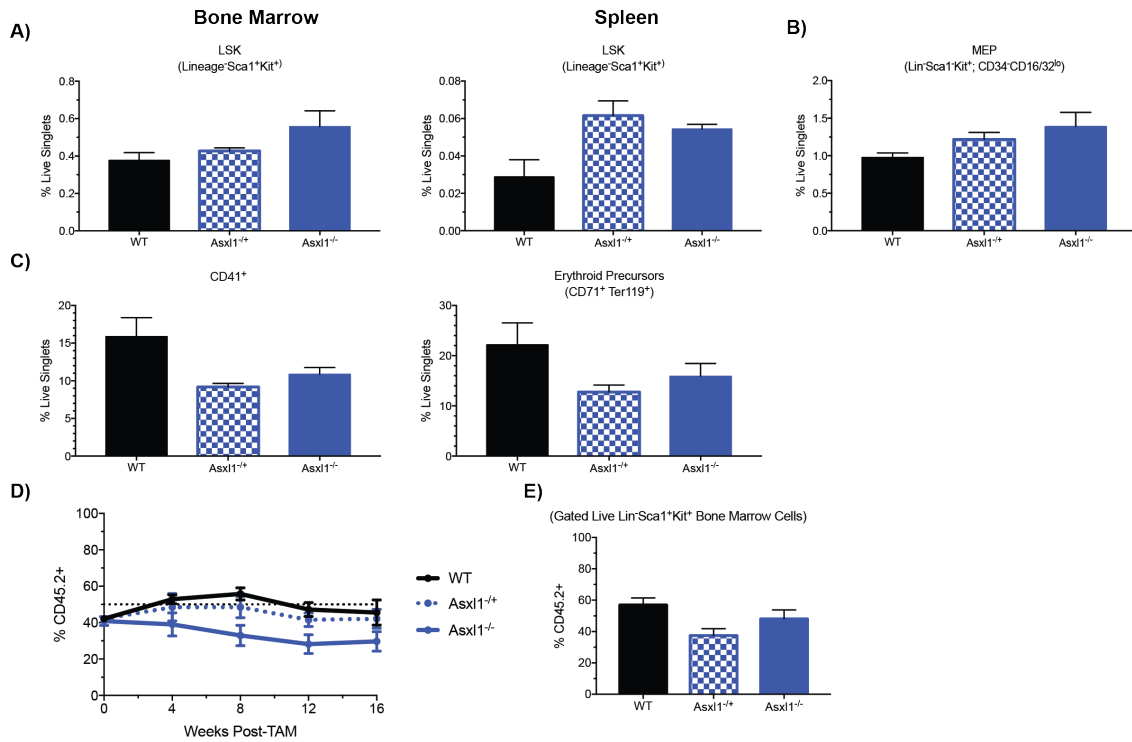 Bone Marrow
Spleen
A)
LSK
(Lineage⁻Sca1⁺Kit⁺)
% Live Singlets
0.8
0.6
0.4
0.2
0.0
WT
Asxl1⁻/⁺
Asxl1⁻/⁻
LSK
(Lineage⁻Sca1⁺Kit⁺)
% Live Singlets
0.08
0.06
0.04
0.02
0.00
WT
Asxl1⁻/⁺
Asxl1⁻/⁻
B)
MEP
(Lin⁻Sca1⁻Kit⁺; CD34⁻CD16/32ˡᵒ)
% Live Singlets
2.0
1.5
1.0
0.5
0.0
WT
Asxl1⁻/⁺
Asxl1⁻/⁻
C)
CD41⁺
% Live Singlets
20
15
10
5
0
WT
Asxl1⁻/⁺
Asxl1⁻/⁻
Erythroid Precursors
(CD71⁺ Ter119⁺)
% Live Singlets
30
20
10
0
WT
Asxl1⁻/⁺
Asxl1⁻/⁻
D)
% CD45.2+
100
80
60
40
20
0
0 4 8 12 16
Weeks Post-TAM
WT
Asxl1⁻/⁺
Asxl1⁻/⁻
E)
(Gated Live Lin⁻Sca1⁺Kit⁺ Bone Marrow Cells)
% CD45.2+
100
80
60
40
20
0
WT
Asxl1⁻/⁺
Asxl1⁻/⁻